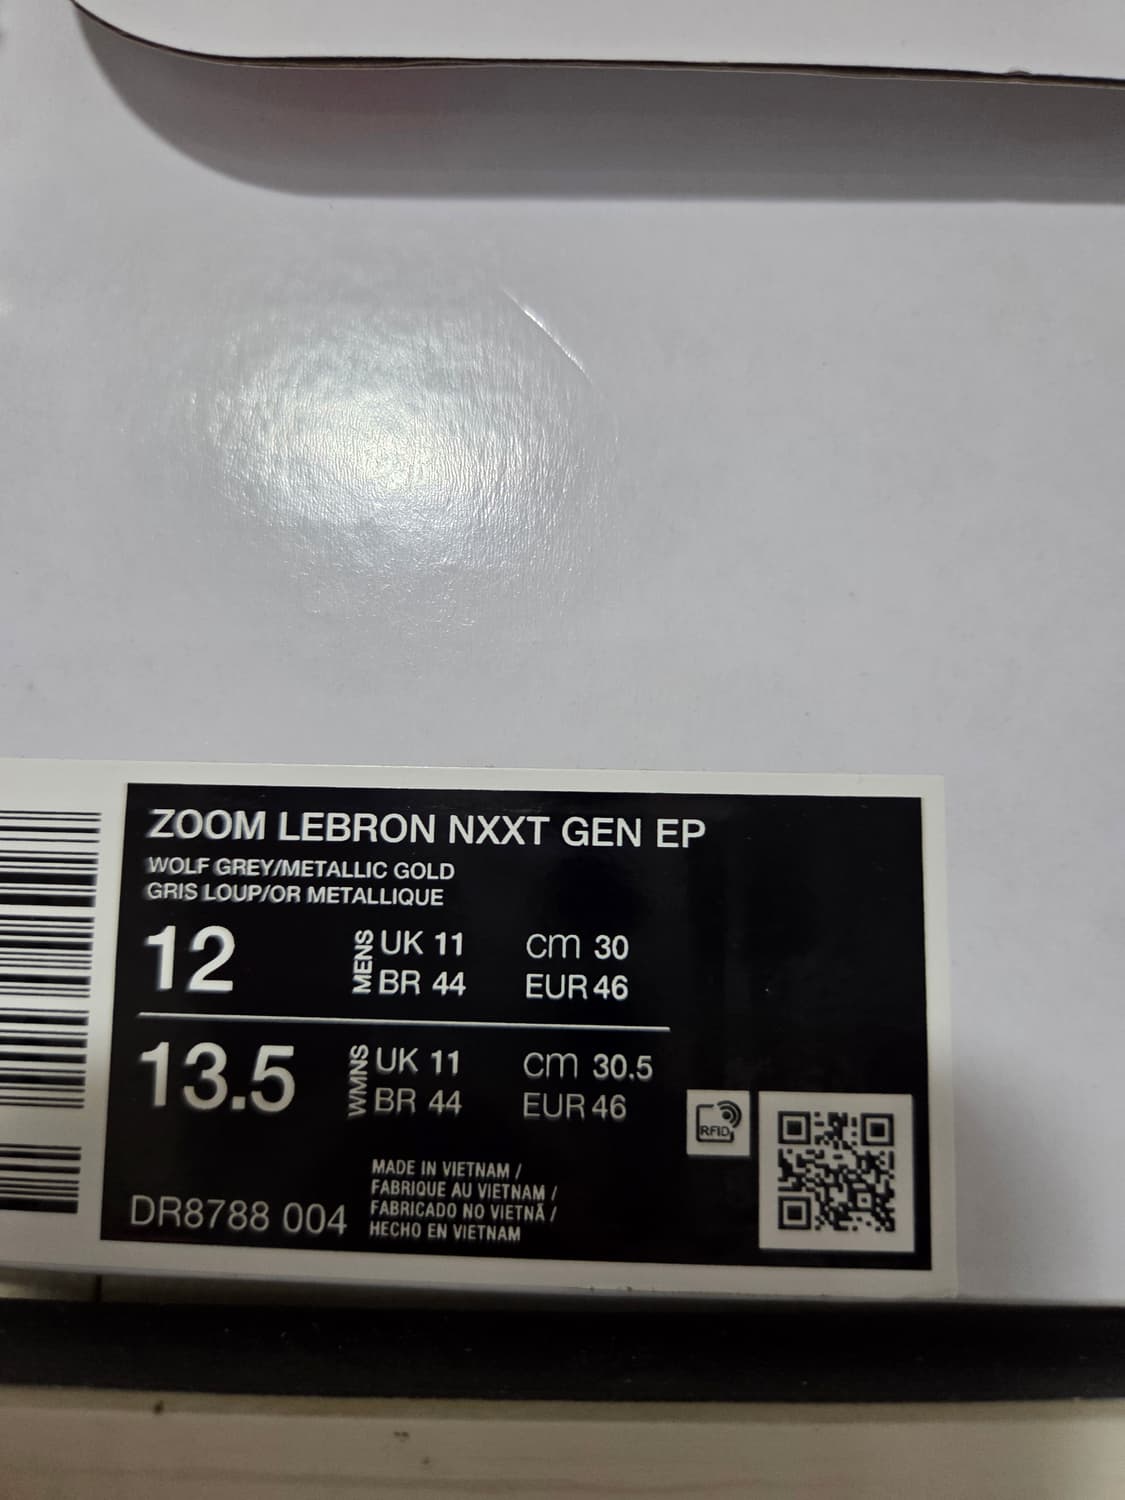 ZOOM LEBRON NXXT GEN EP
WOLF GREY/METALLIC GOLD
GRIS LOUP/OR METALLIQUE
12 MENS UK 11 cm 30
BR 44 EUR 46
13.5 WMNS UK 11 cm 30.5
BR 44 EUR 46
RFID
MADE IN VIETNAM /
FABRIQUE AU VIETNAM /
FABRICADO NO VIETNÃ /
HECHO EN VIETNAM
DR8788 004